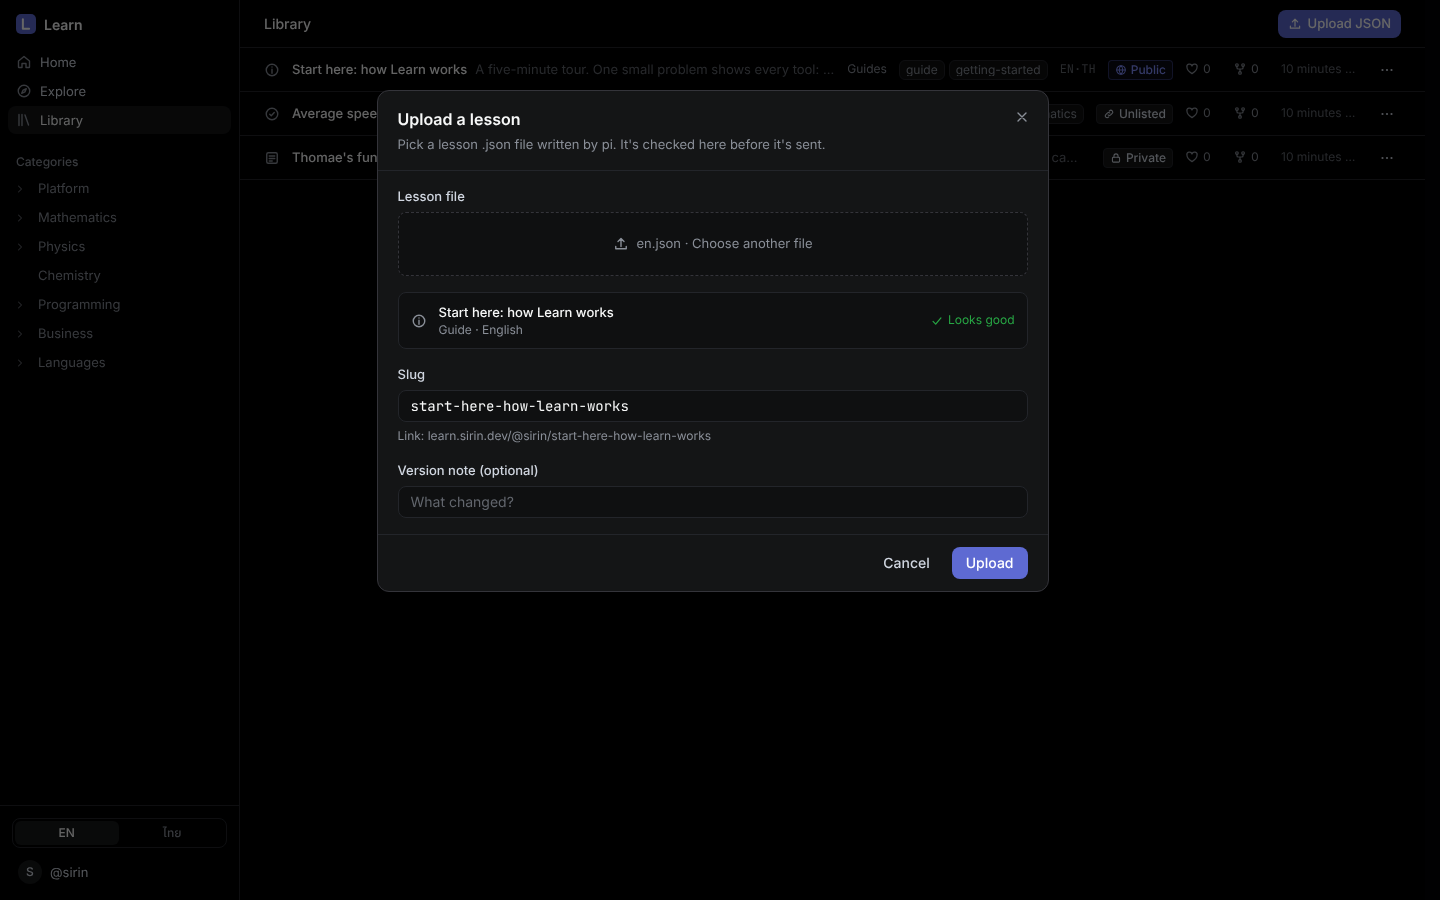 Learn
Home
Explore
Library
Categories
Platform
Mathematics
Physics
Chemistry
Programming
Business
Languages
EN ไทย
S @sirin
Library
Upload JSON
Start here: how Learn works A five-minute tour. One small problem shows every tool: ... Guides guide getting-started EN·TH Public 0 0 10 minutes ...
Average spee
atics Unlisted 0 0 10 minutes ...
Thomae's fun
ca... Private 0 0 10 minutes ...
Upload a lesson
Pick a lesson .json file written by pi. It's checked here before it's sent.
Lesson file
en.json · Choose another file
Start here: how Learn works
Guide · English
Looks good
Slug
start-here-how-learn-works
Link: learn.sirin.dev/@sirin/start-here-how-learn-works
Version note (optional)
What changed?
Cancel Upload